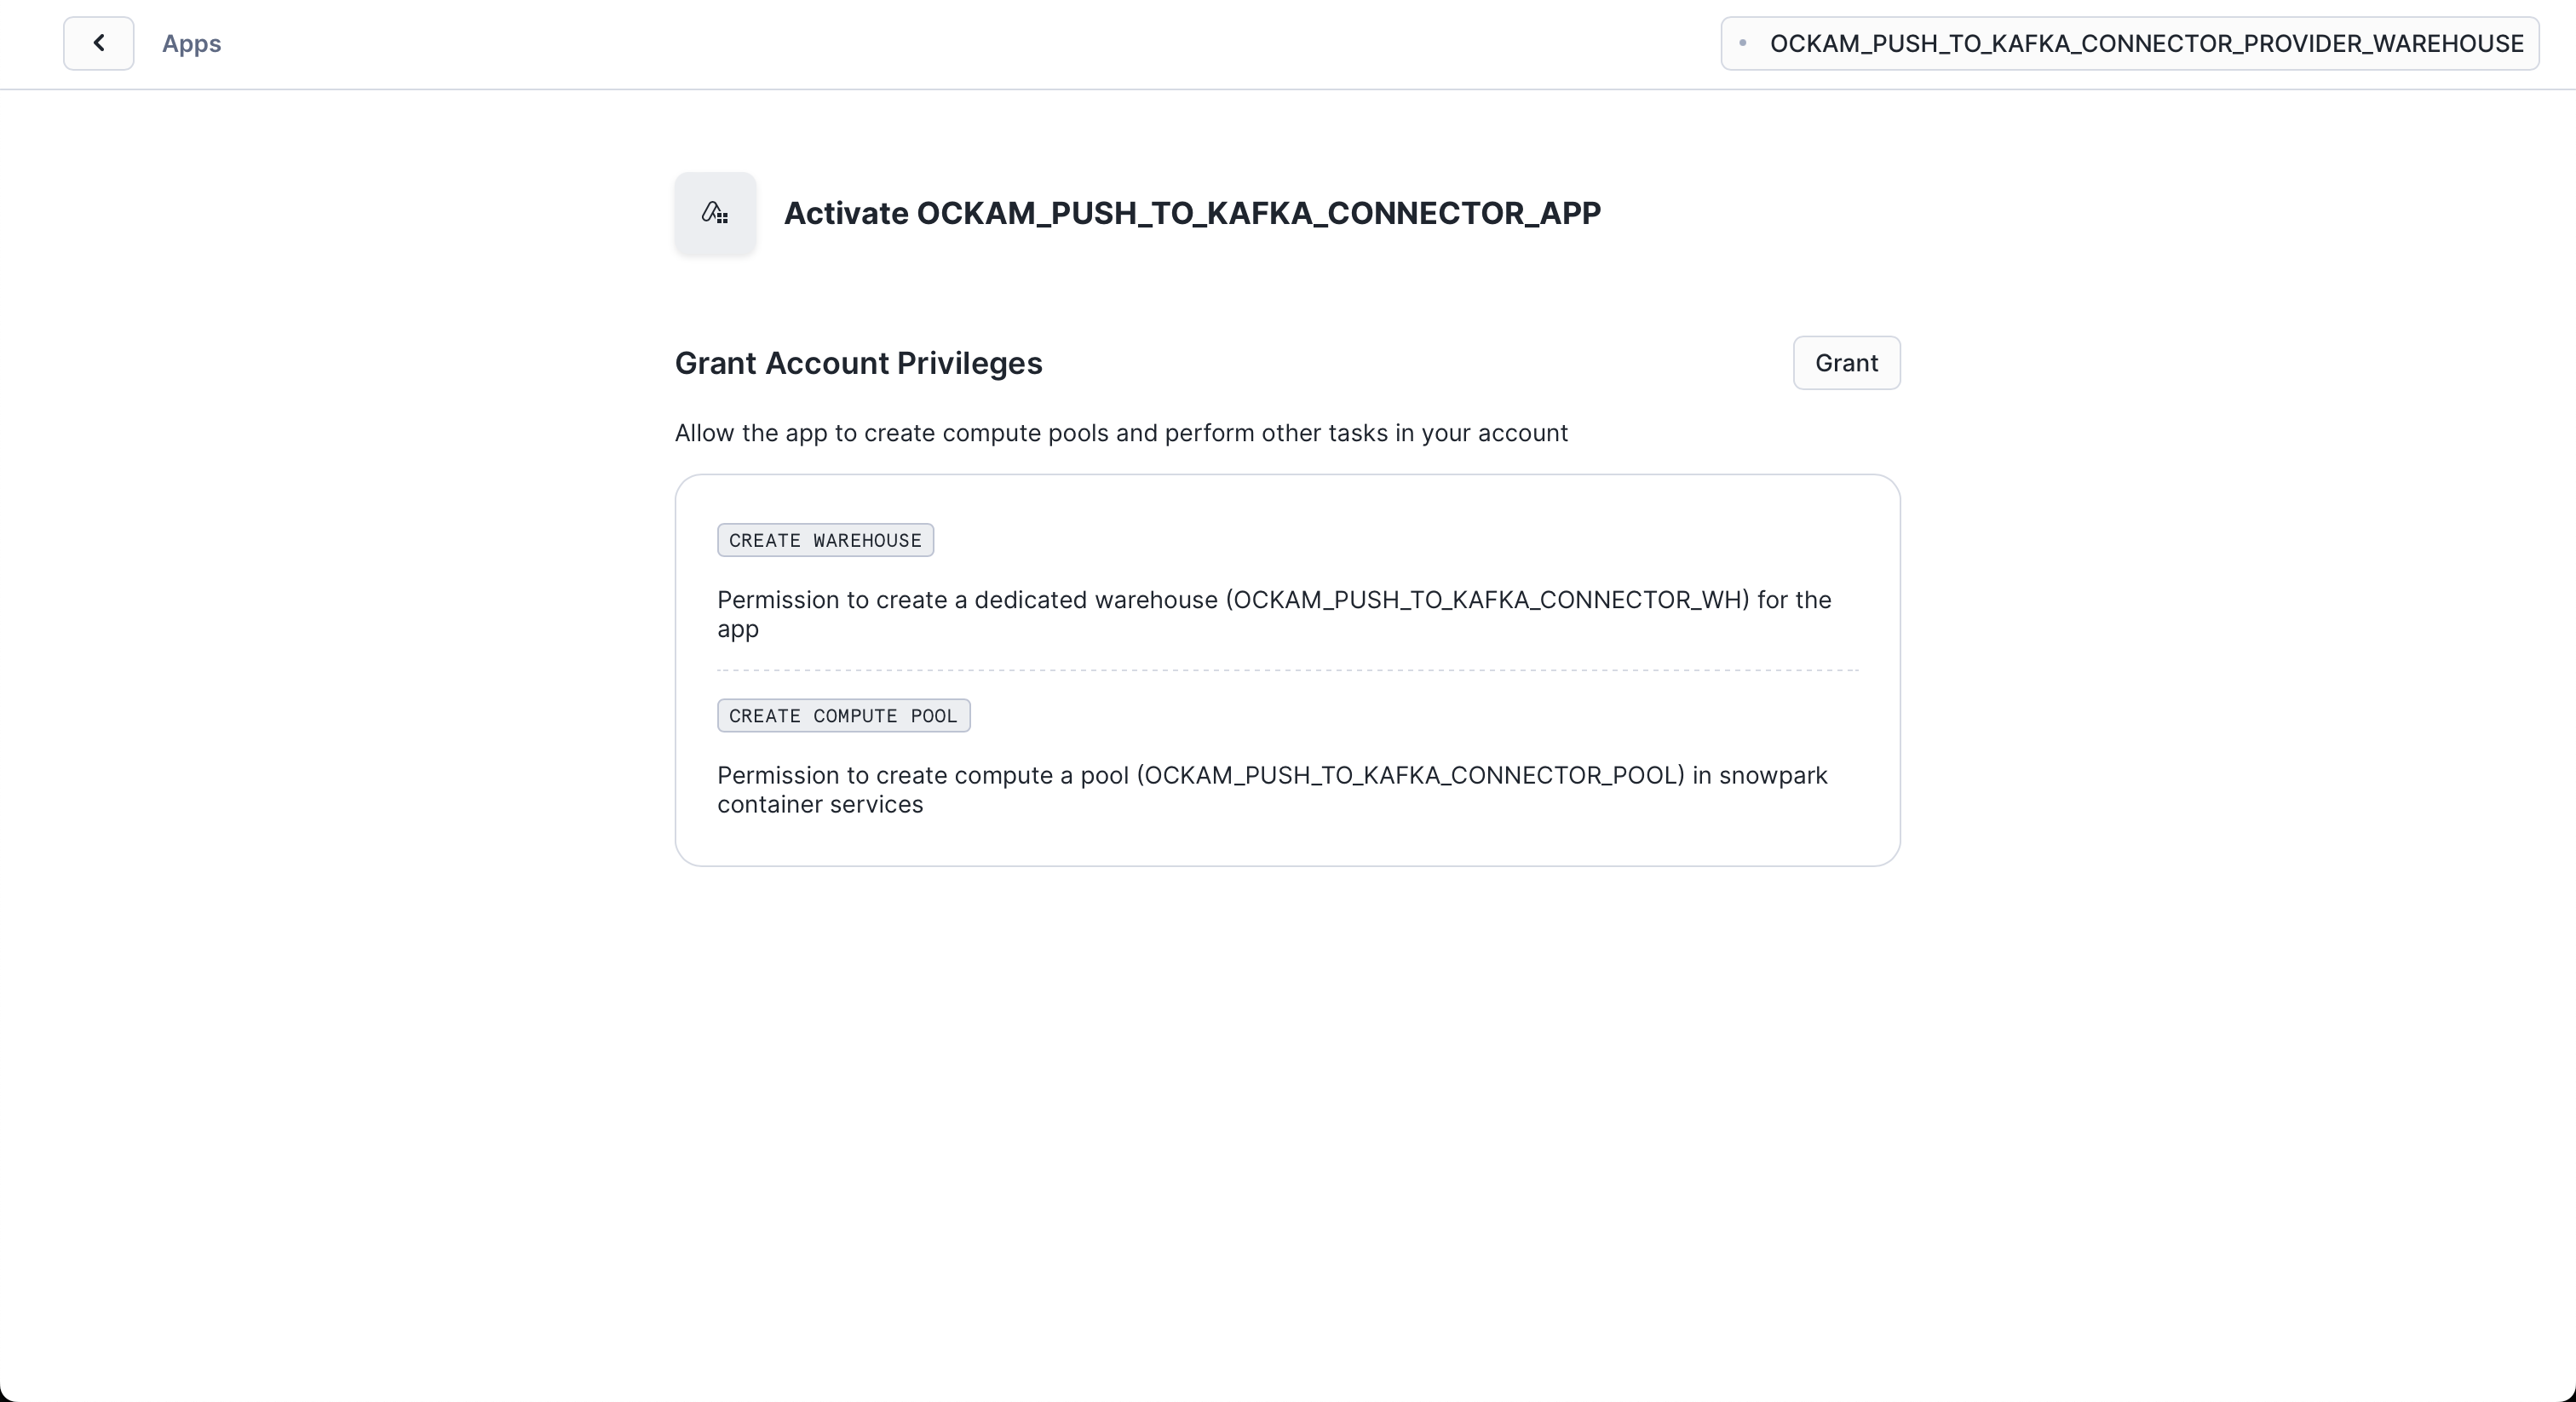 Apps
OCKAM_PUSH_TO_KAFKA_CONNECTOR_PROVIDER_WAREHOUSE
Activate OCKAM_PUSH_TO_KAFKA_CONNECTOR_APP
Grant Account Privileges
Grant
Allow the app to create compute pools and perform other tasks in your account
CREATE WAREHOUSE
Permission to create a dedicated warehouse (OCKAM_PUSH_TO_KAFKA_CONNECTOR_WH) for the
app
CREATE COMPUTE POOL
Permission to create compute a pool (OCKAM_PUSH_TO_KAFKA_CONNECTOR_POOL) in snowpark
container services